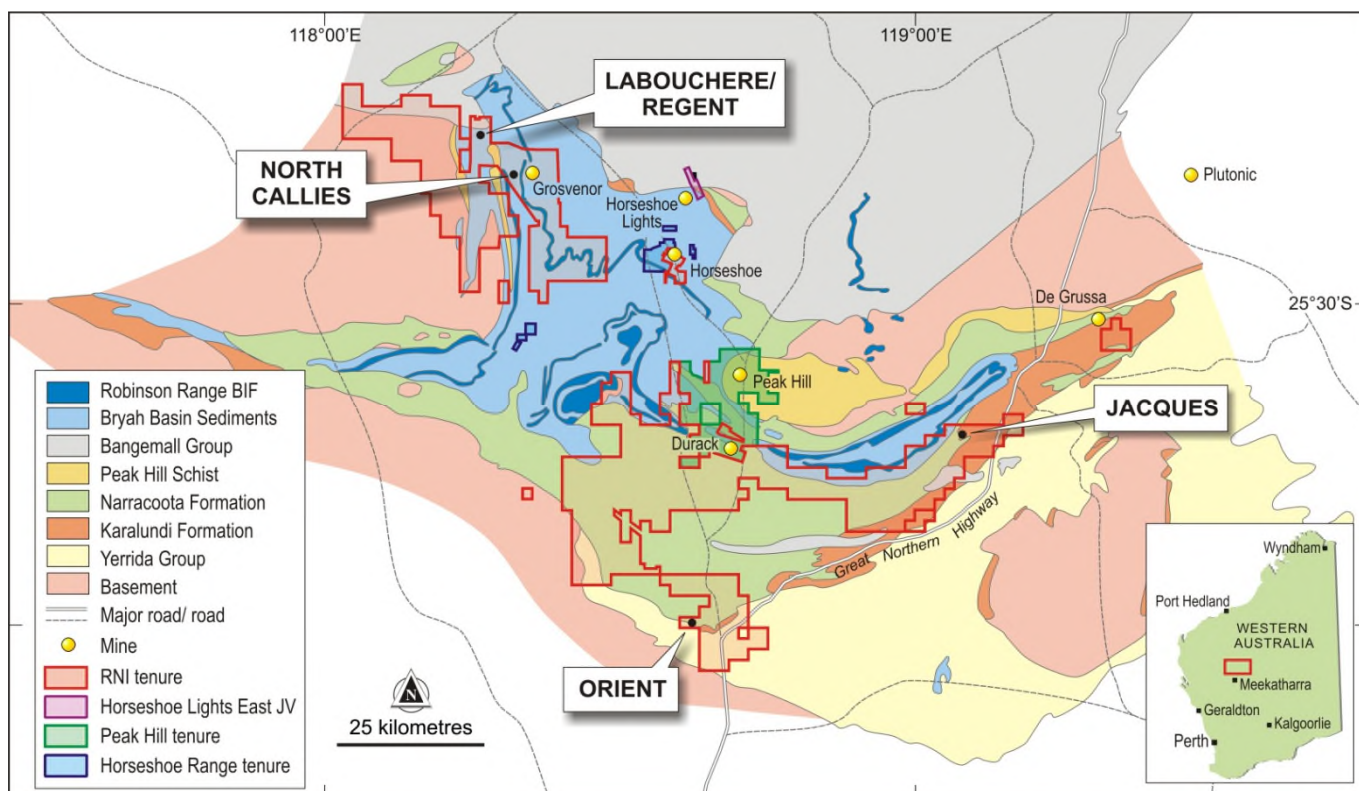 118°00'E
119°00'E
LABOUCHERE/
REGENT
NORTH
CALLIES
Grosvenor
Plutonic
Horseshoe
Lights
Horseshoe
De Grussa
25°30'S
Peak Hill
JACQUES
Durack
Great Northern Highway
ORIENT
Robinson Range BIF
Bryah Basin Sediments
Bangemall Group
Peak Hill Schist
Narracoota Formation
Karalundi Formation
Yerrida Group
Basement
Major road/ road
Mine
RNI tenure
Horseshoe Lights East JV
Peak Hill tenure
Horseshoe Range tenure
N
25 kilometres
Wyndham
Port Hedland
WESTERN
AUSTRALIA
Meekatharra
Geraldton
Kalgoorlie
Perth